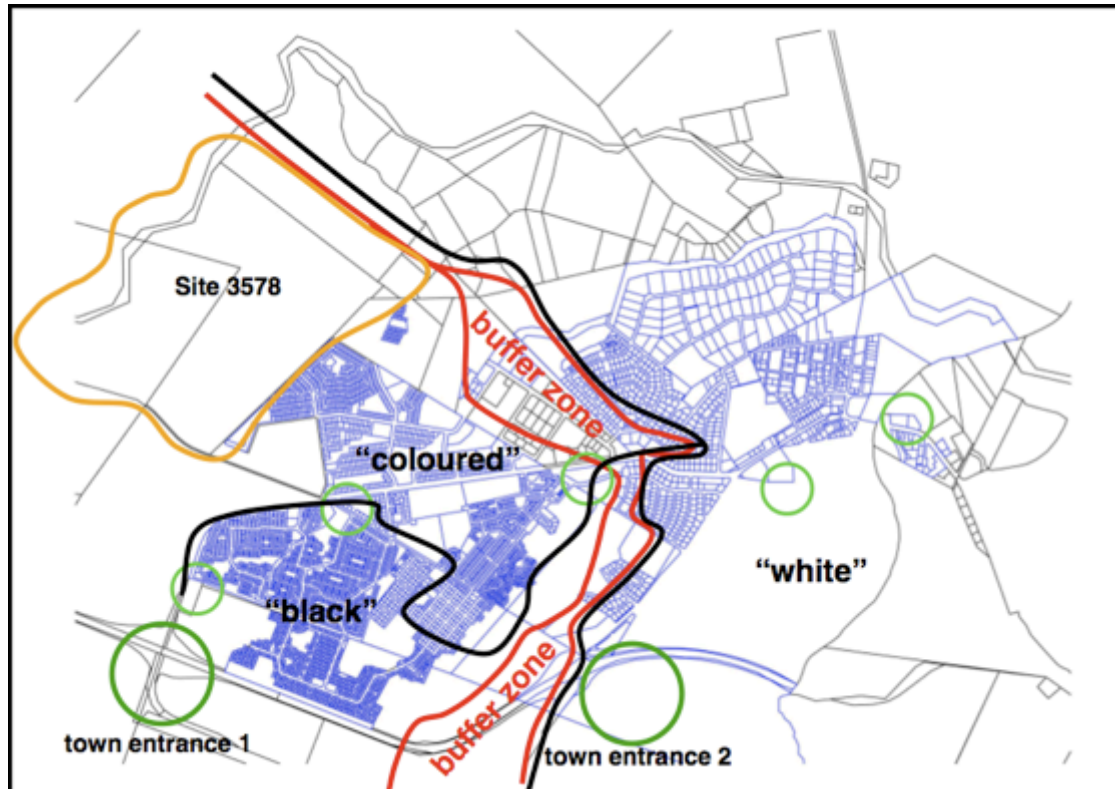 Site 3578
buffer zone
“coloured”
“white”
“black”
buffer zone
town entrance 1
town entrance 2